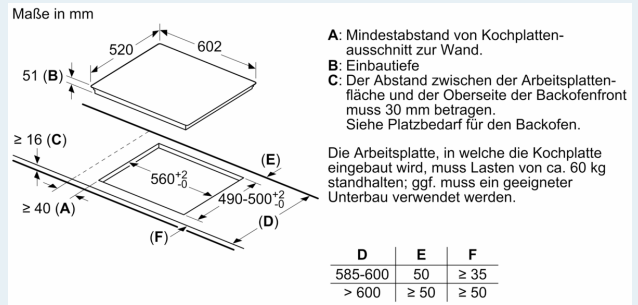 Maße in mm
520
602
51 (B)
≥ 16 (C)
560+2-0
490-500+2-0
(E)
(D)
≥ 40 (A)
(F)
A: Mindestabstand von Kochplatten-
ausschnitt zur Wand.
B: Einbautiefe
C: Der Abstand zwischen der Arbeitsplatten-
fläche und der Oberseite der Backofenfront
muss 30 mm betragen.
Siehe Platzbedarf für den Backofen.
Die Arbeitsplatte, in welche die Kochplatte
eingebaut wird, muss Lasten von ca. 60 kg
standhalten; ggf. muss ein geeigneter
Unterbau verwendet werden.
D E F
585-600 50 ≥ 35
> 600 ≥ 50 ≥ 50